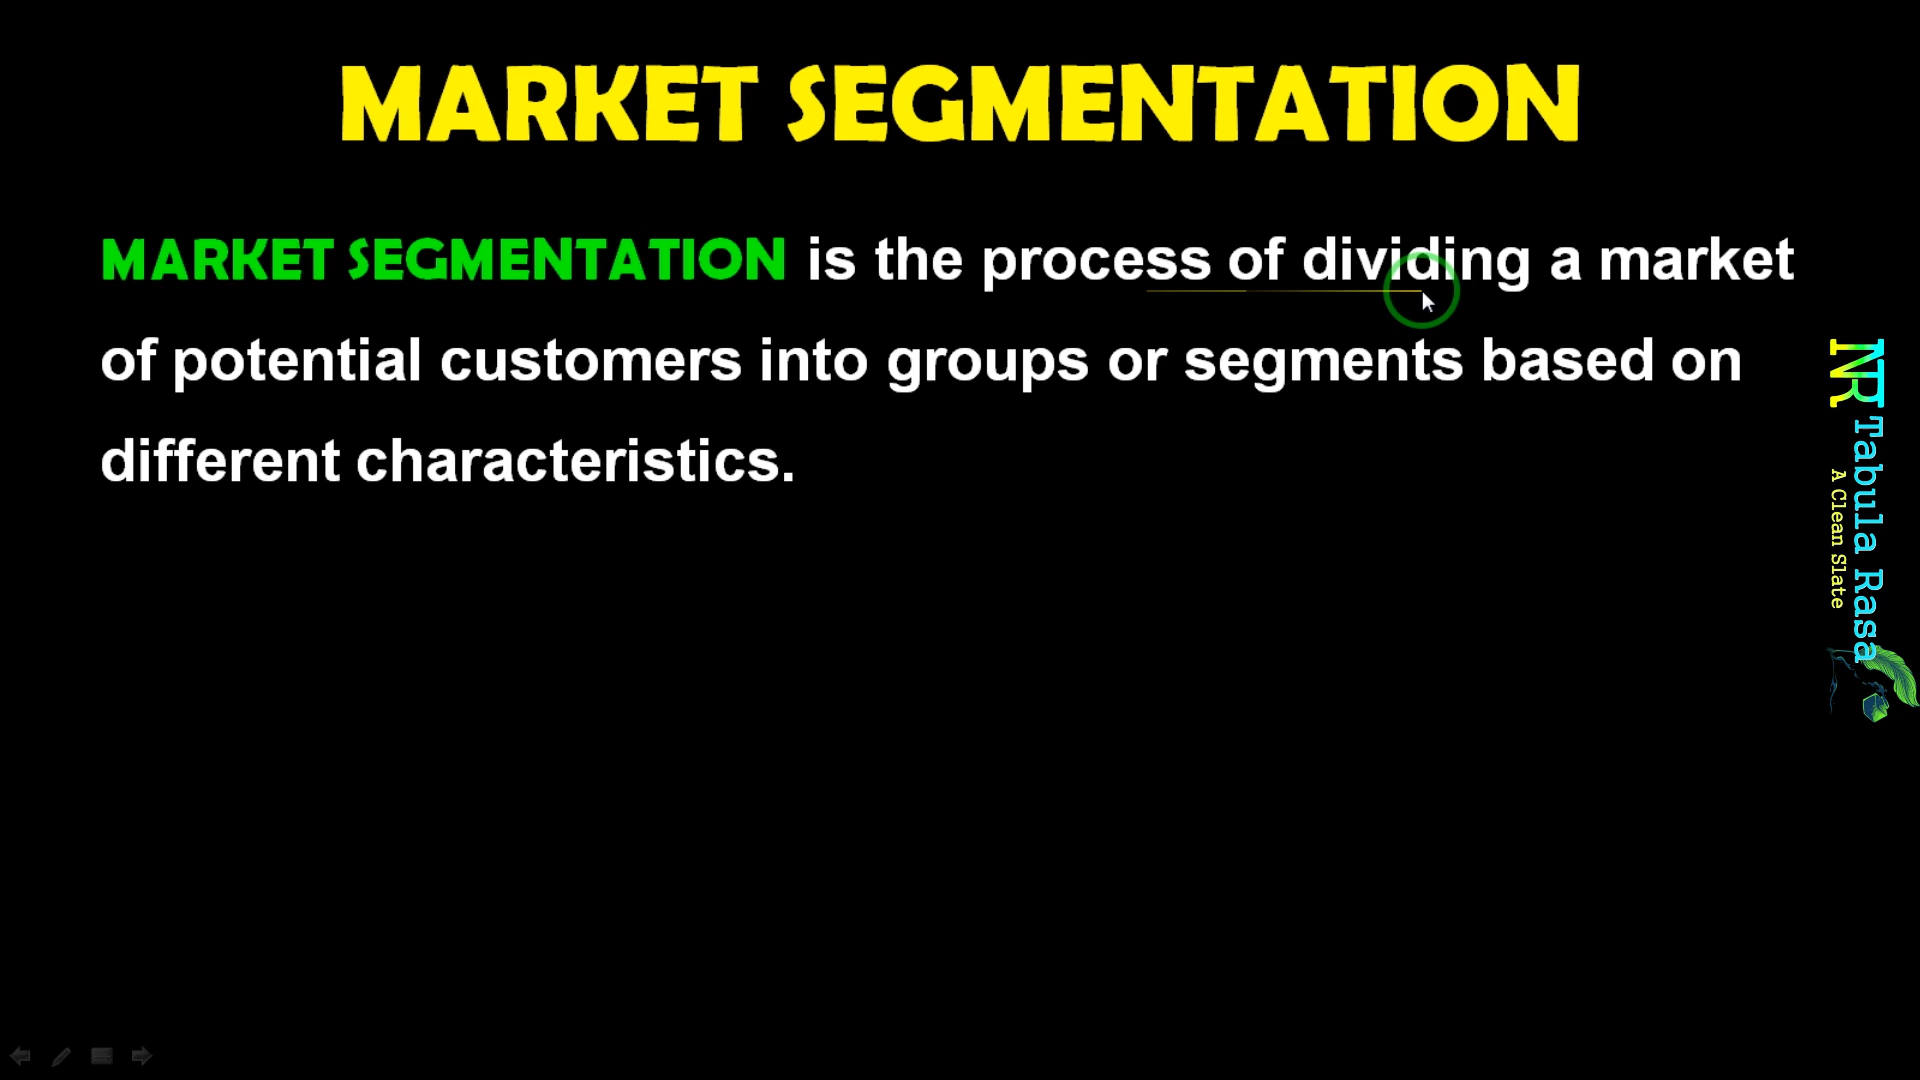 MARKET SEGMENTATION
MARKET SEGMENTATION is the process of dividing a market
of potential customers into groups or segments based on
different characteristics.
NR Tabula Rasa
A Clean Slate